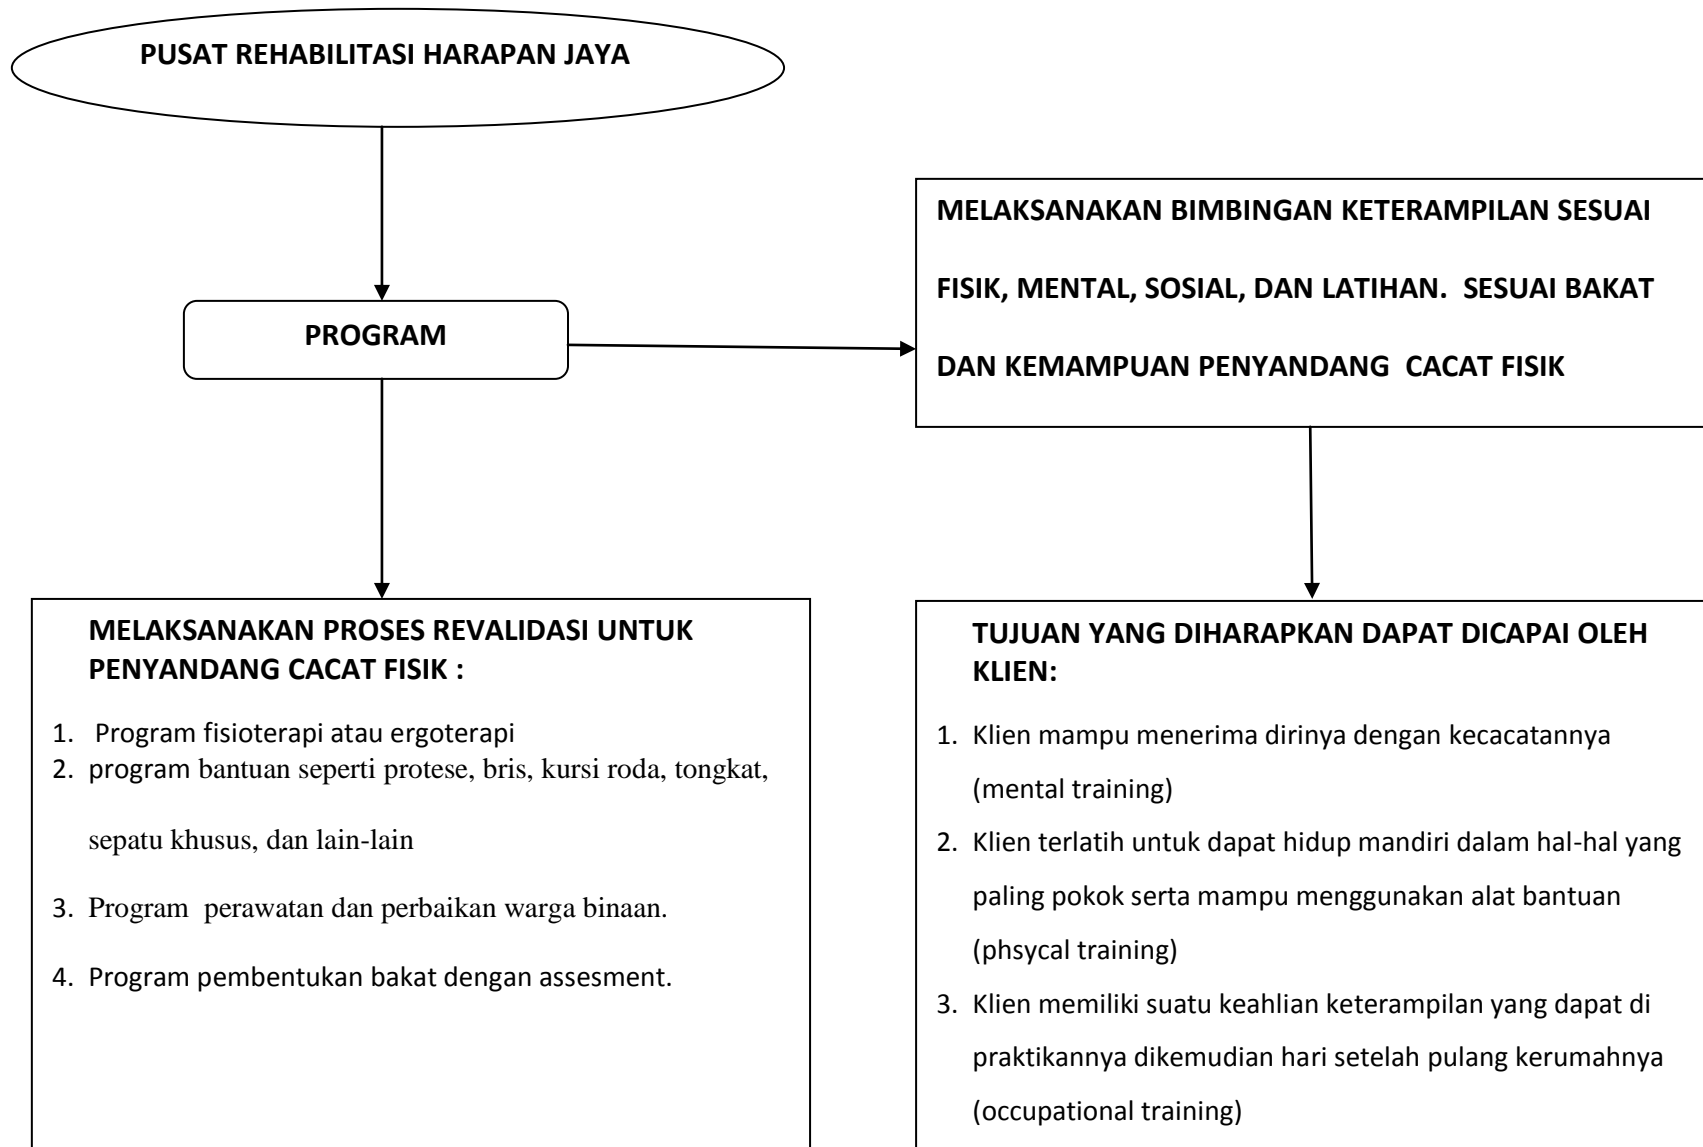 PUSAT REHABILITASI HARAPAN JAYA
PROGRAM
MELAKSANAKAN BIMBINGAN KETERAMPILAN SESUAI
FISIK, MENTAL, SOSIAL, DAN LATIHAN.  SESUAI BAKAT
DAN KEMAMPUAN PENYANDANG  CACAT FISIK
MELAKSANAKAN PROSES REVALIDASI UNTUK
PENYANDANG CACAT FISIK :
1.  Program fisioterapi atau ergoterapi
2. program bantuan seperti protese, bris, kursi roda, tongkat,
sepatu khusus, dan lain-lain
3. Program  perawatan dan perbaikan warga binaan.
4. Program pembentukan bakat dengan assesment.
TUJUAN YANG DIHARAPKAN DAPAT DICAPAI OLEH
KLIEN:
1. Klien mampu menerima dirinya dengan kecacatannya
(mental training)
2. Klien terlatih untuk dapat hidup mandiri dalam hal-hal yang
paling pokok serta mampu menggunakan alat bantuan
(phsycal training)
3. Klien memiliki suatu keahlian keterampilan yang dapat di
praktikannya dikemudian hari setelah pulang kerumahnya
(occupational training)